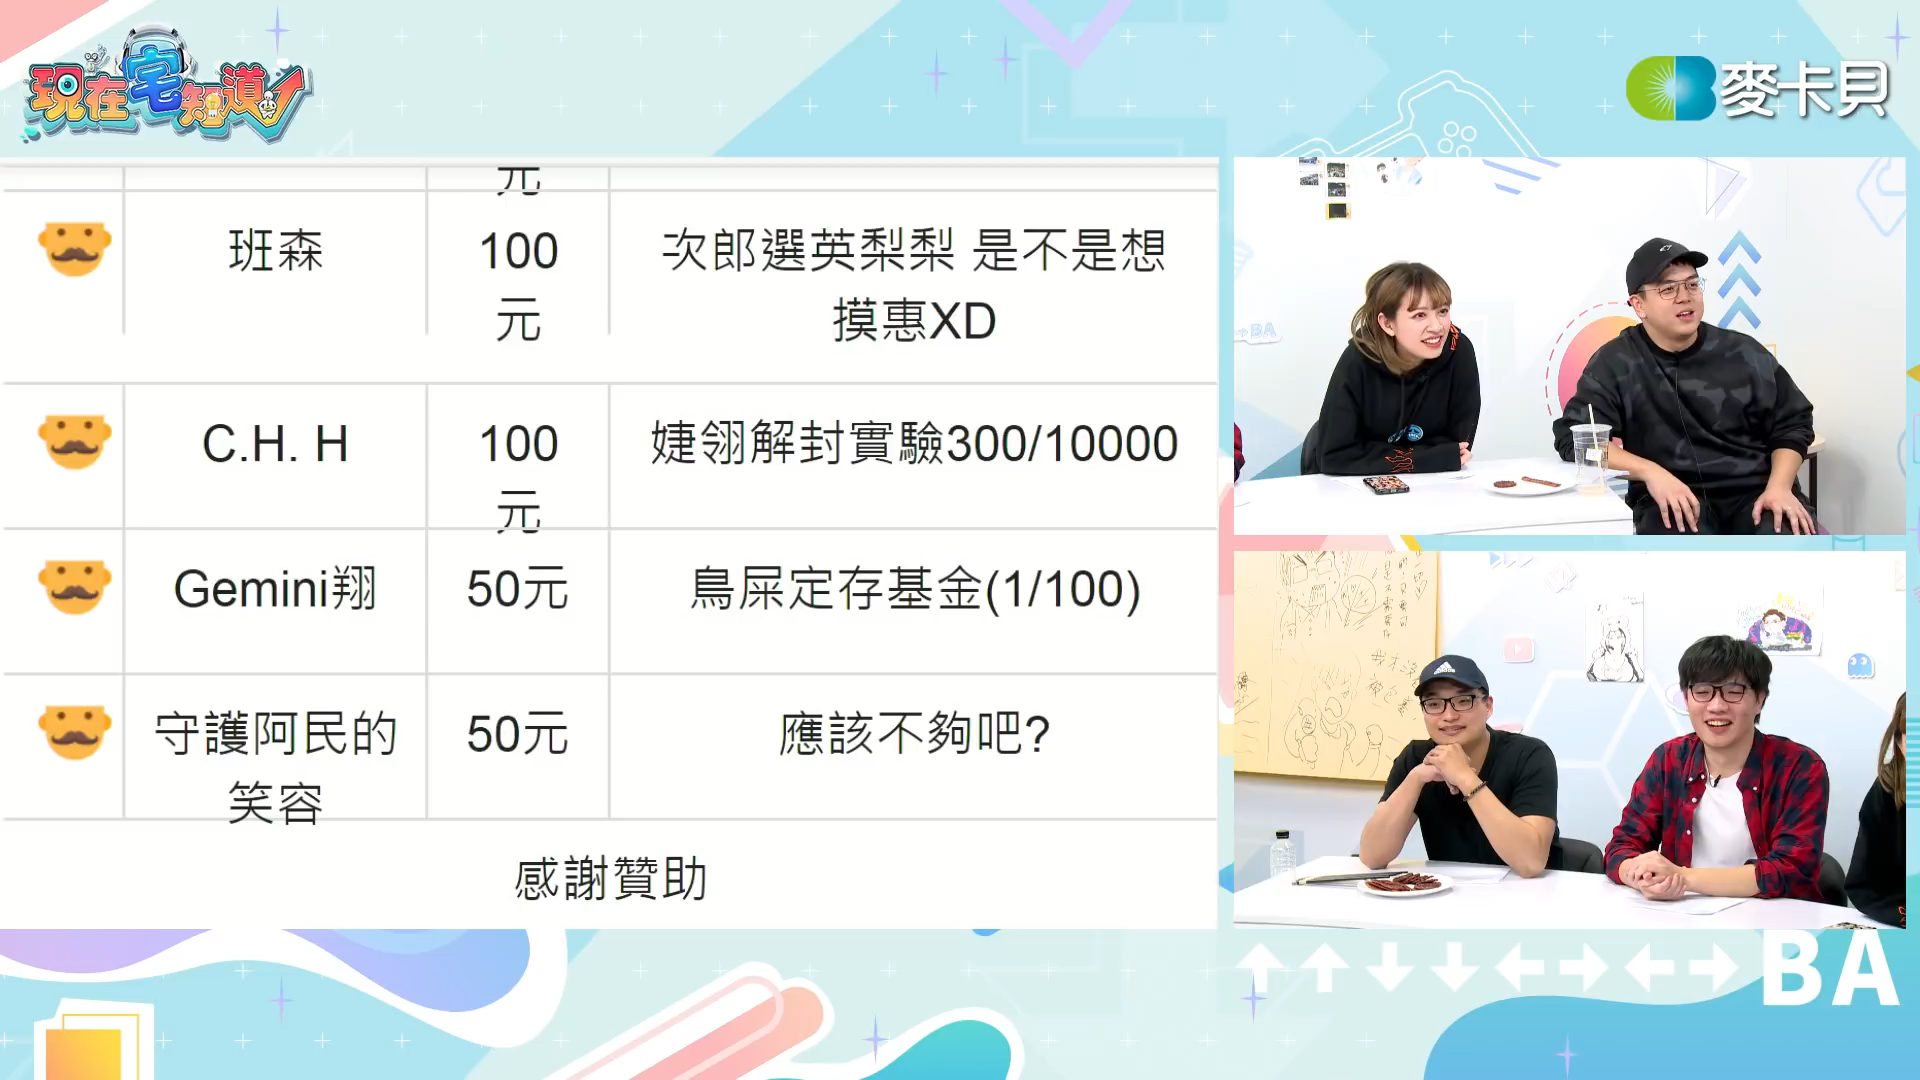 現在宅知道
麥卡貝
元
班森
100
元
次郎選英梨梨 是不是想
摸惠XD
C.H. H
100
元
婕翎解封實驗300/10000
Gemini翔
50元
鳥屎定存基金(1/100)
守護阿民的
笑容
50元
應該不夠吧?
感謝贊助
BA
↑↑↓↓←→←→BA